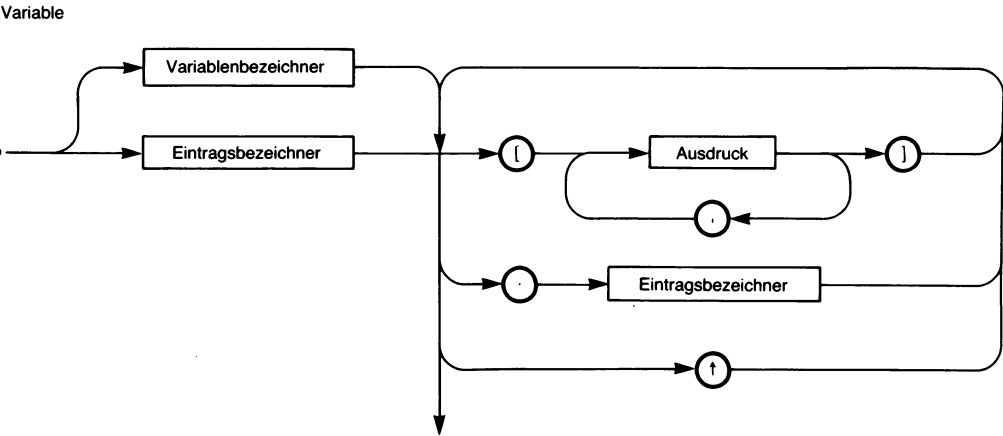 Variable
Variablenbezeichner
Eintragsbezeichner
[
Ausdruck
]
,
.
Eintragsbezeichner
↑